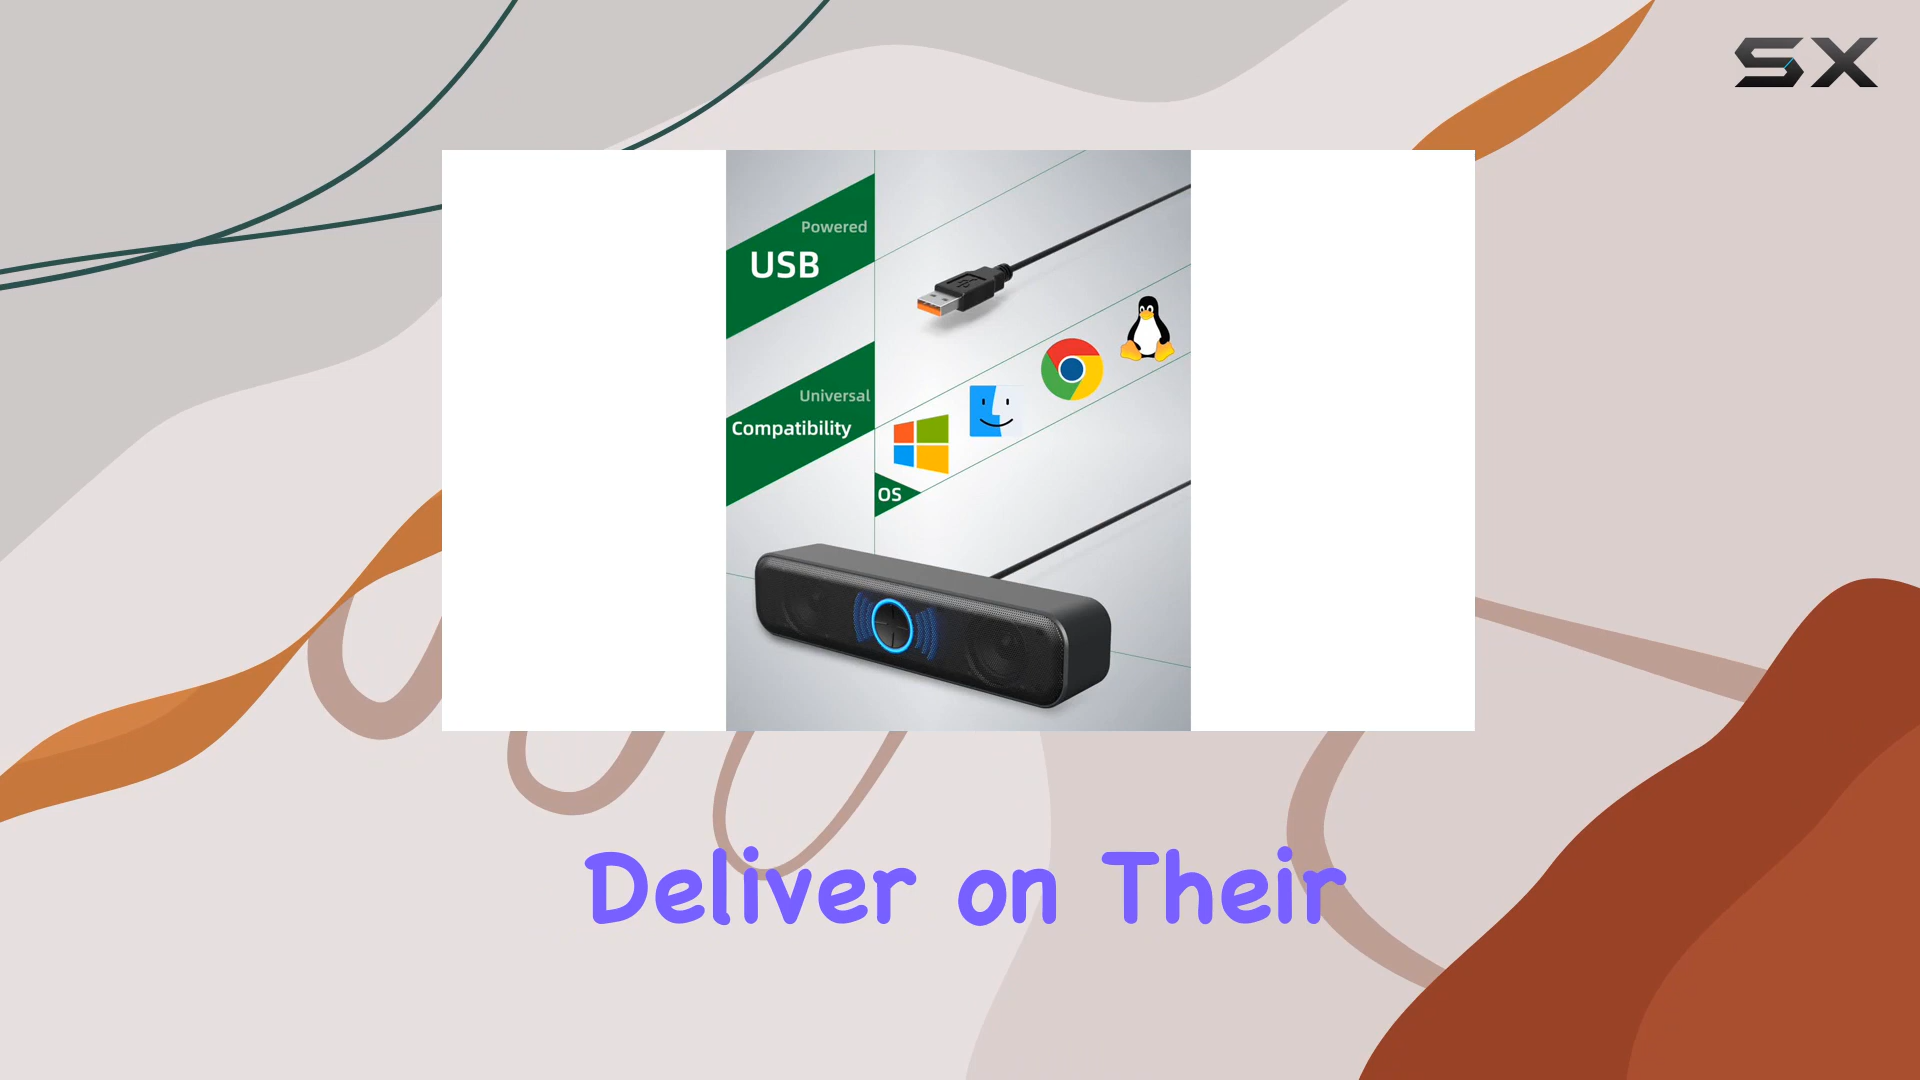 SX
Powered
USB
Universal
Compatibility
OS
Deliver on Their